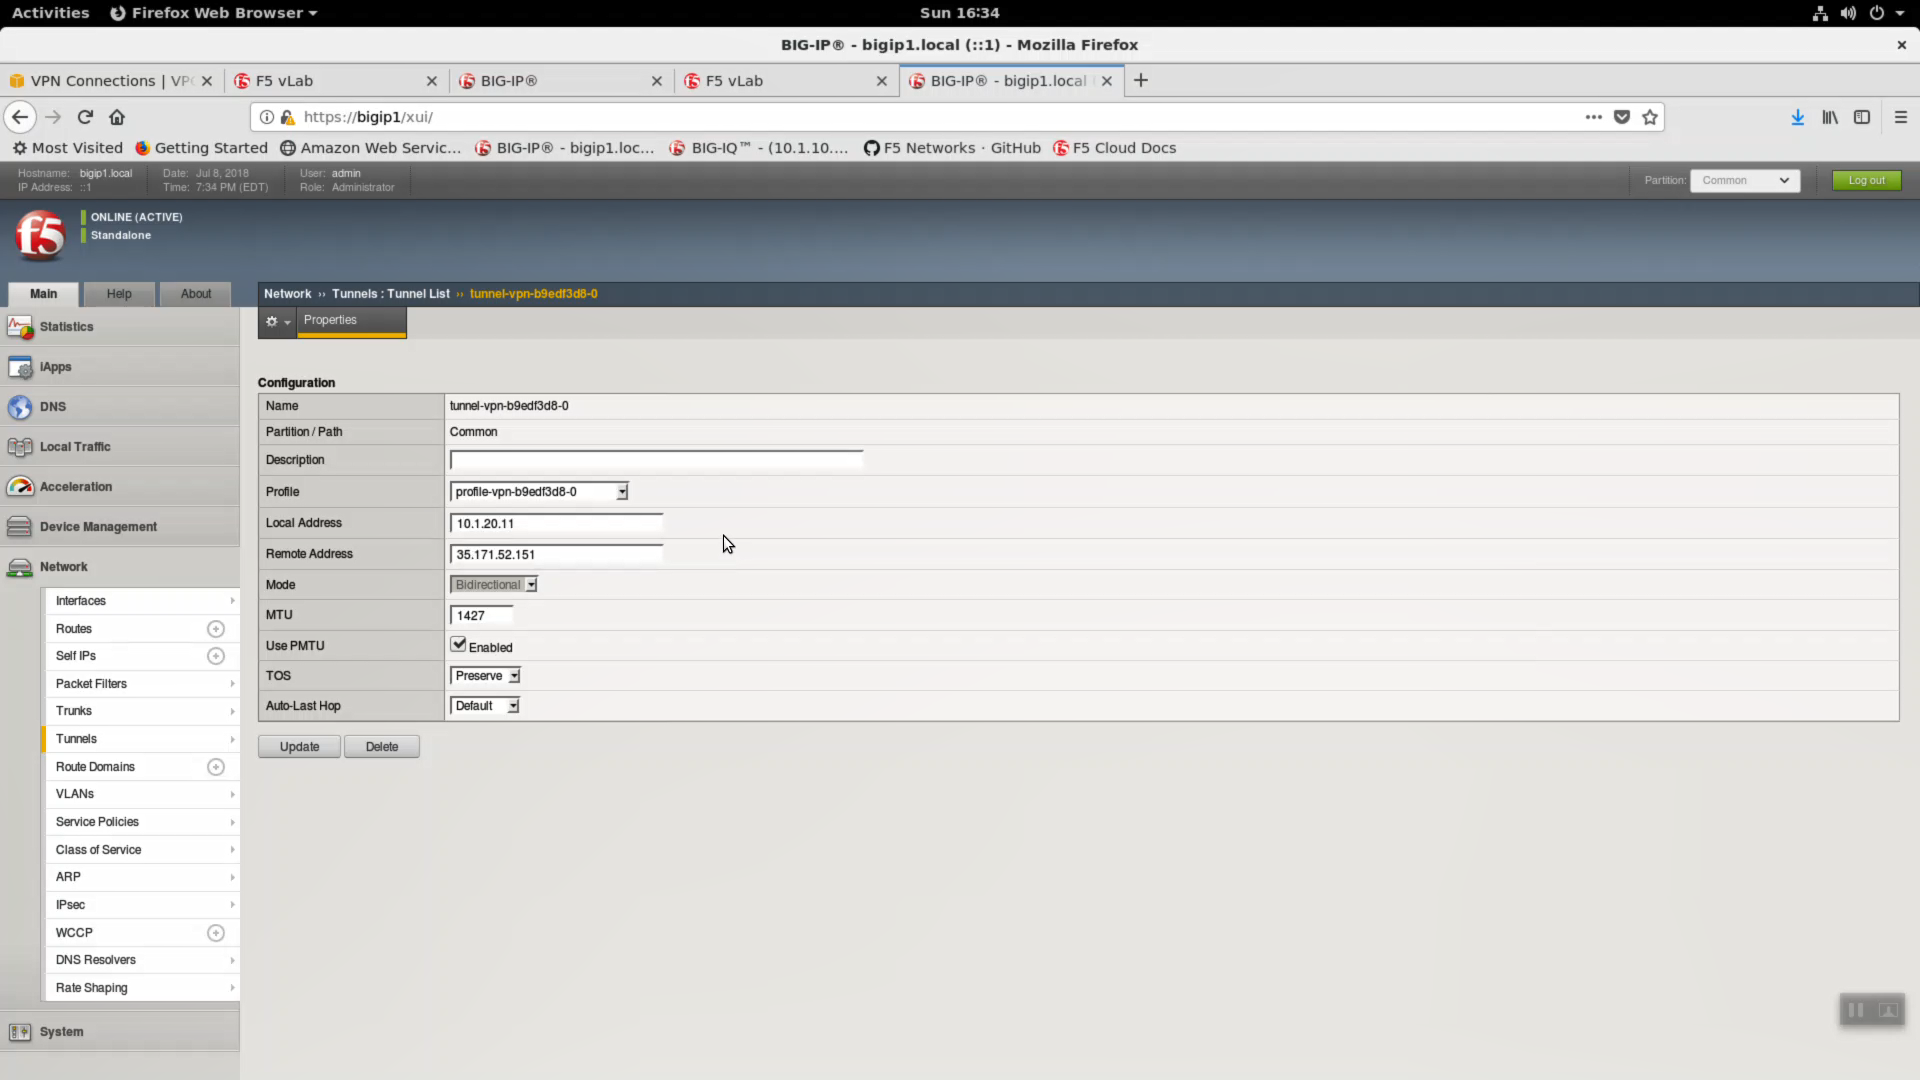 Activities Firefox Web Browser Sun 16:34
BIG-IP® - bigip1.local (::1) - Mozilla Firefox
VPN Connections | VPC F5 vLab BIG-IP® F5 vLab BIG-IP® - bigip1.local
https://bigip1/xui/
Most Visited Getting Started Amazon Web Servic... BIG-IP® - bigip1.loc... BIG-IQ™ - (10.1.10.... F5 Networks · GitHub F5 Cloud Docs
Hostname: bigip1.local Date: Jul 8, 2018 User: admin
IP Address: ::1 Time: 7:34 PM (EDT) Role: Administrator
Partition: Common Log out
f5
ONLINE (ACTIVE)
Standalone
Main Help About
Network ›› Tunnels : Tunnel List ›› tunnel-vpn-b9edf3d8-0
Properties
Statistics
iApps
DNS
Local Traffic
Acceleration
Device Management
Network
Interfaces
Routes
Self IPs
Packet Filters
Trunks
Tunnels
Route Domains
VLANs
Service Policies
Class of Service
ARP
IPsec
WCCP
DNS Resolvers
Rate Shaping
System
Configuration
Name tunnel-vpn-b9edf3d8-0
Partition / Path Common
Description
Profile profile-vpn-b9edf3d8-0
Local Address 10.1.20.11
Remote Address 35.171.52.151
Mode Bidirectional
MTU 1427
Use PMTU Enabled
TOS Preserve
Auto-Last Hop Default
Update Delete